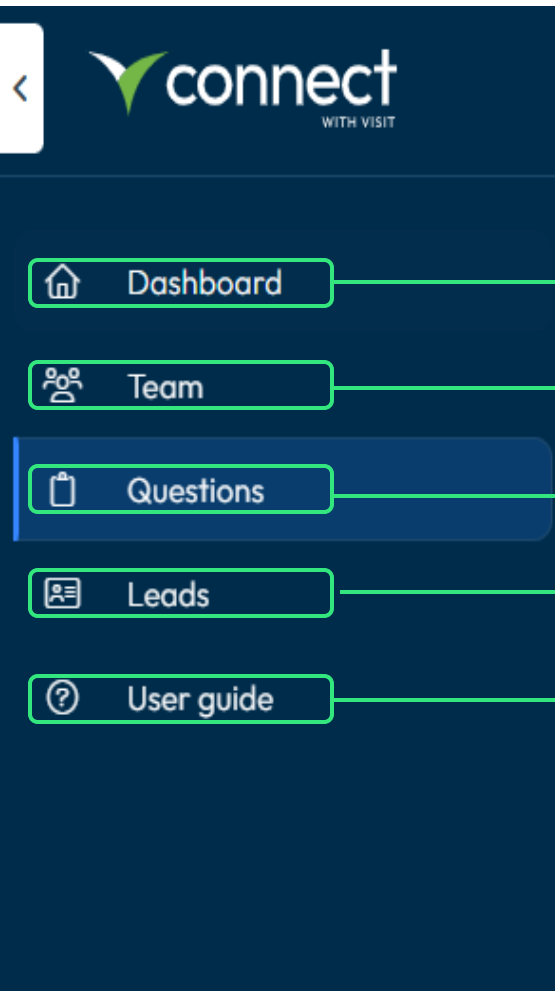 connect
WITH VISIT
Dashboard
Team
Questions
Leads
User guide